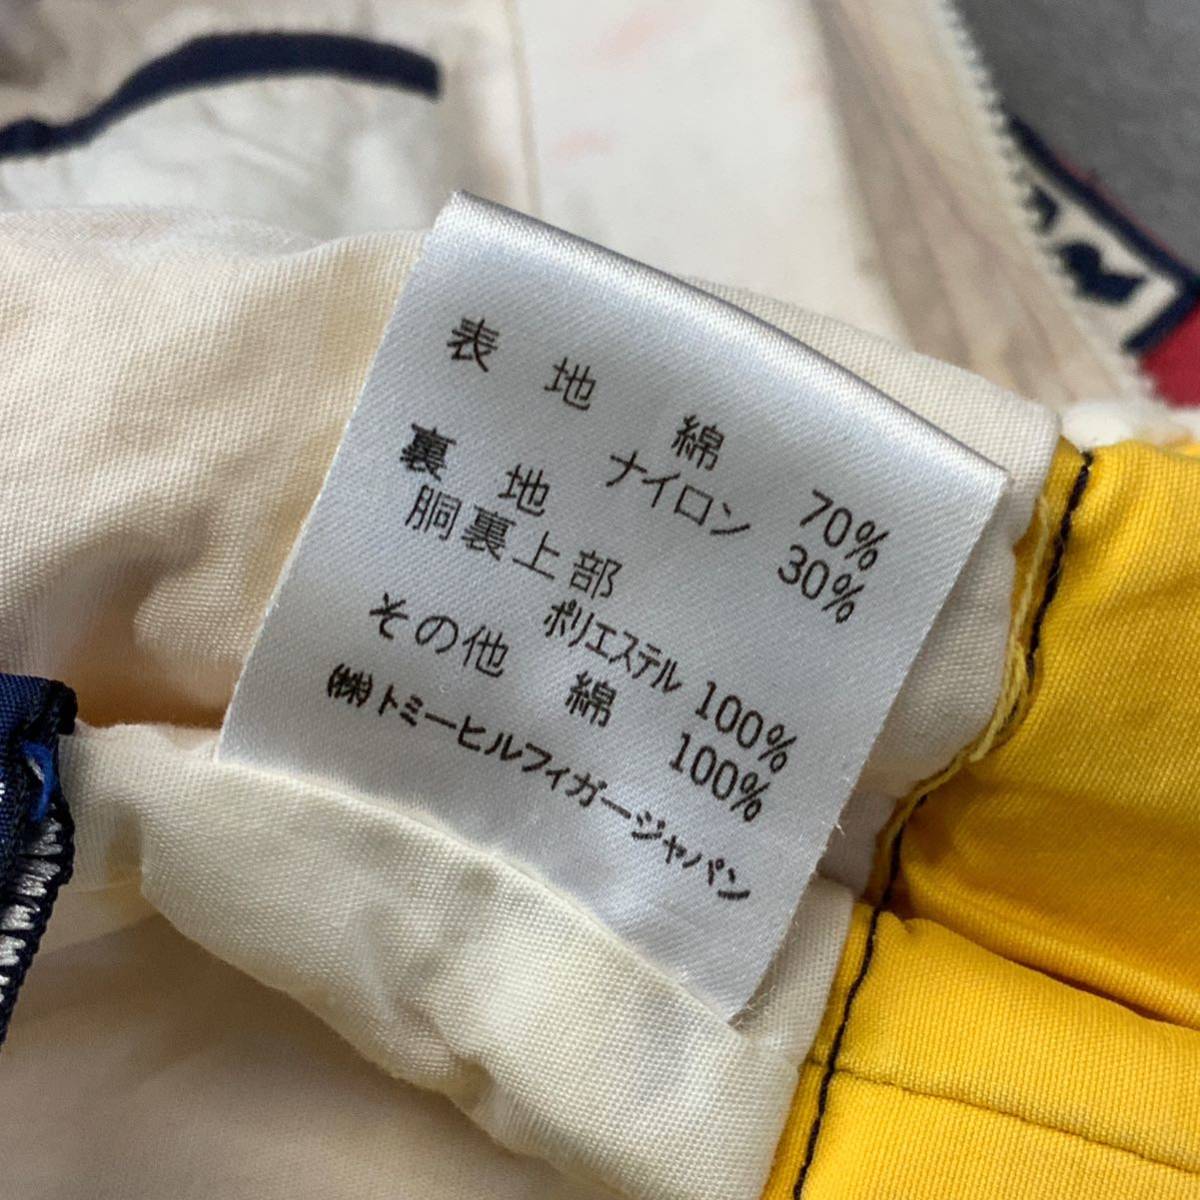 表 地 綿 70%
ナイロン 30%
裏 地
胴裏上部
ポリエステル 100%
その他 綿 100%
㈱トミーヒルフィガージャパン